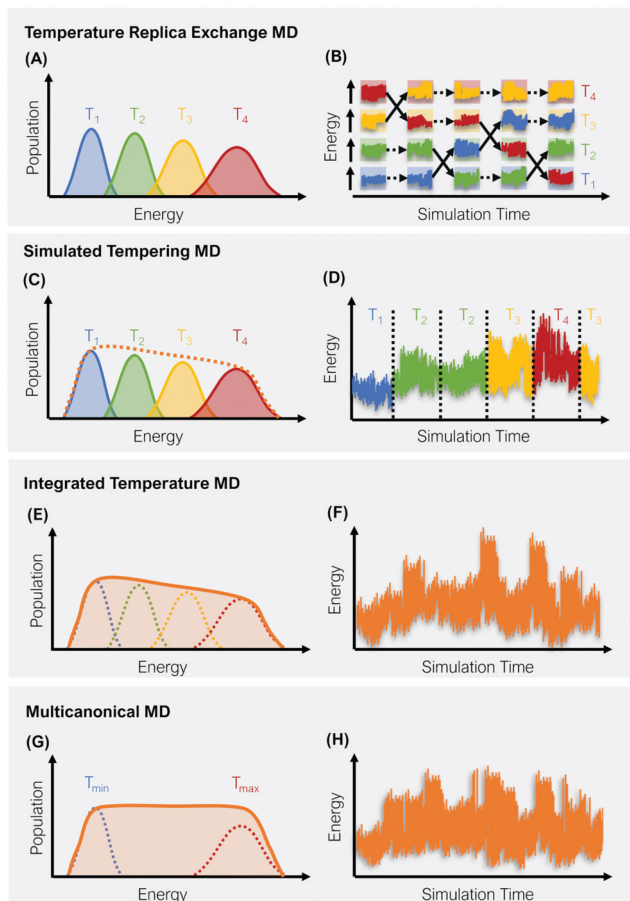 Temperature Replica Exchange MD
(A)
Population
T1 T2 T3 T4
Energy
(B)
Energy
T4
T3
T2
T1
Simulation Time
Simulated Tempering MD
(C)
Population
T1 T2 T3 T4
Energy
(D)
Energy
T1 T2 T2 T3 T4 T3
Simulation Time
Integrated Temperature MD
(E)
Population
Energy
(F)
Energy
Simulation Time
Multicanonical MD
(G)
Population
Tmin Tmax
Energy
(H)
Energy
Simulation Time